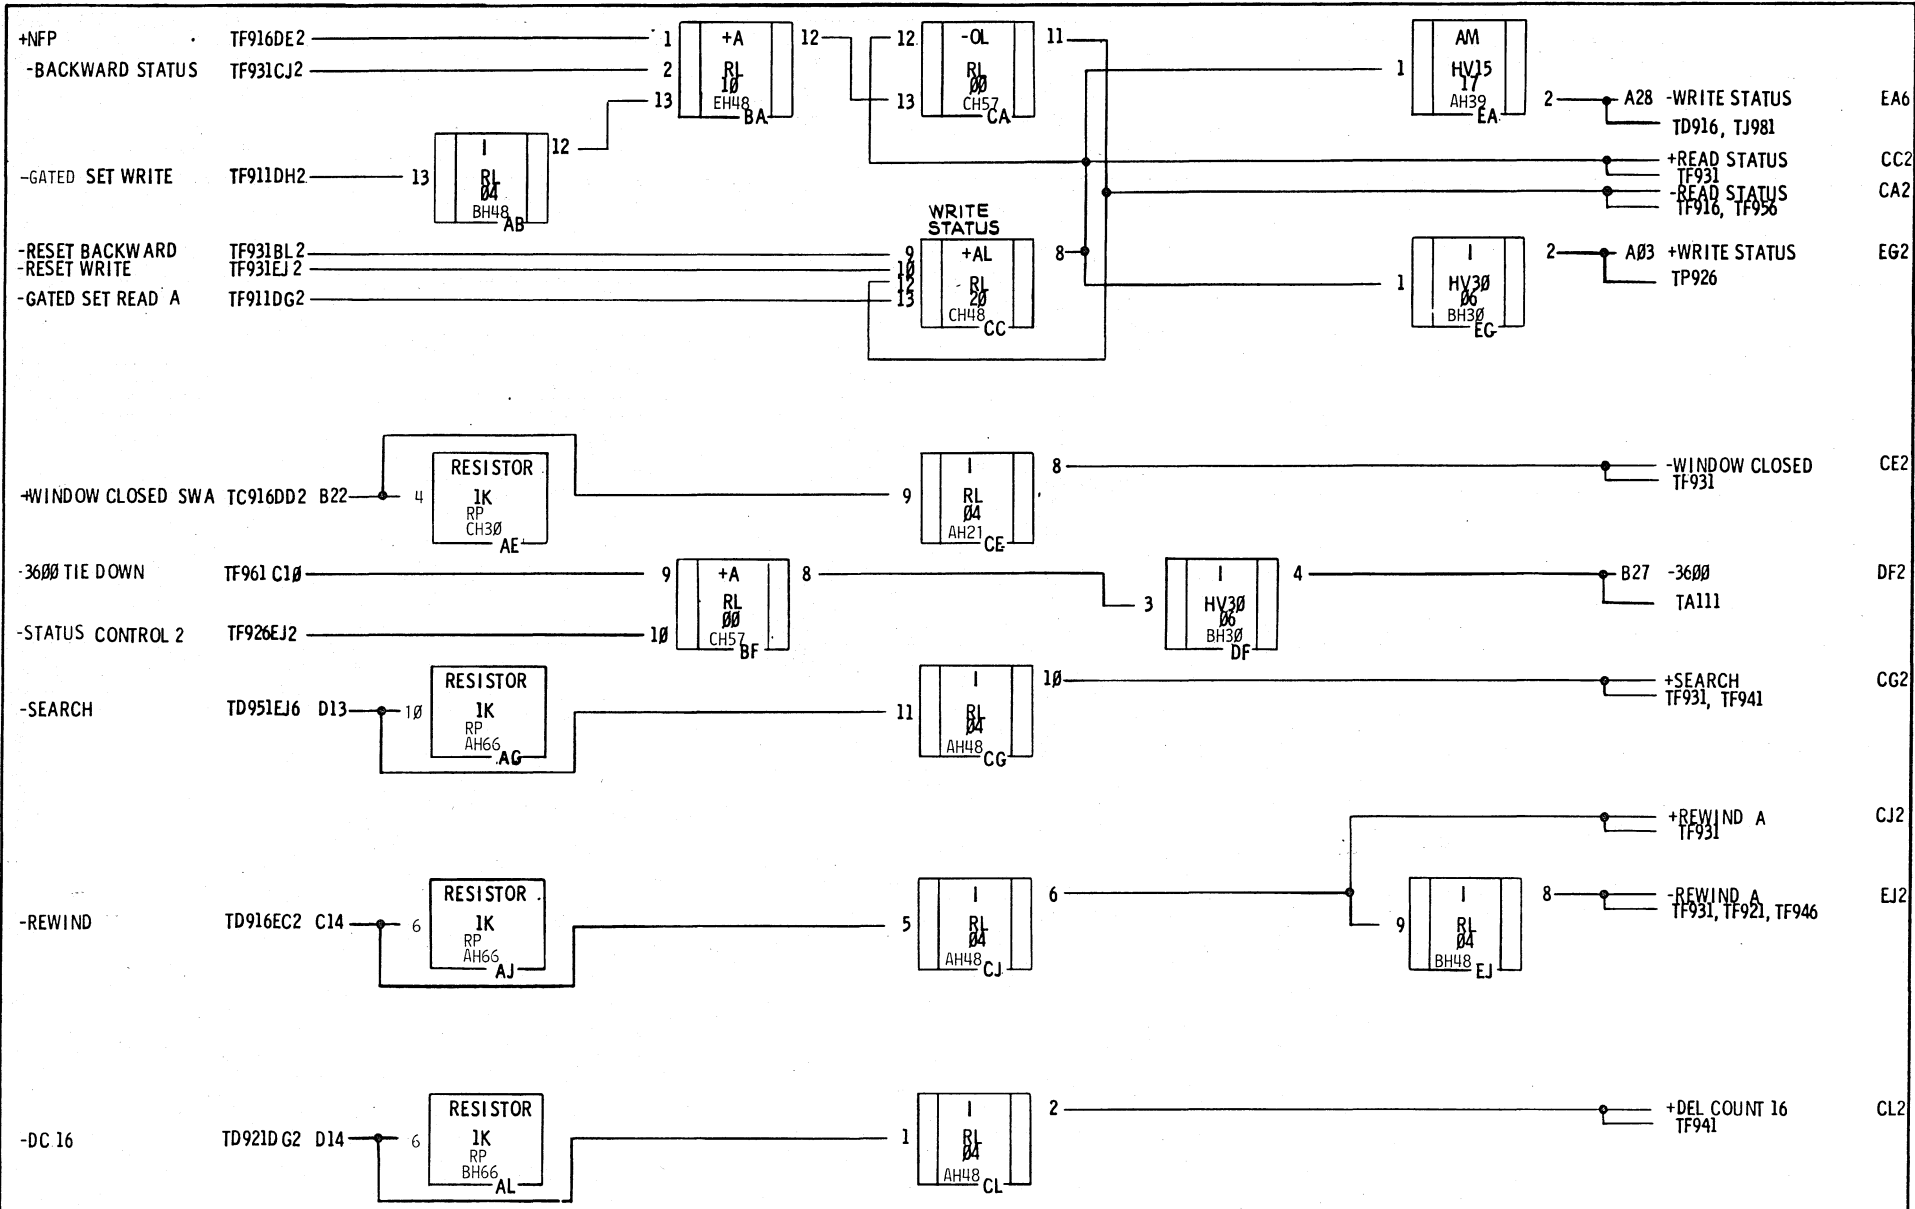 +NFP TF916DE2 1 +A 12 12 -OL 11 AM
-BACKWARD STATUS TF931CJ2 2 RL RL 1 HV15
10 00 17
13 EH48 13 CH57 AH39 2 A28 -WRITE STATUS EA6
BA CA EA
TD916, TJ981
I 12
+READ STATUS CC2
TF931
-GATED SET WRITE TF911DH2 13 RL
04
-READ STATUS CA2
TF916, TF956
BH48
AB
WRITE
STATUS
-RESET BACKWARD TF931BL2 9 +AL 8 I 2 A03 +WRITE STATUS EG2
-RESET WRITE TF931EJ2 10
12 RL 1 HV30 TP926
-GATED SET READ A TF911DG2 13 20 06
CH48 BH30
CC EG
RESISTOR I 8 -WINDOW CLOSED CE2
TF931
+WINDOW CLOSED SWA TC916DD2 B22 4 1K 9 RL
RP 04
CH30 AH21
AE CE
-3600 TIE DOWN TF961 C10 9 +A 8 I 4 B27 -3600 DF2
RL 3 HV30 TA111
00 06
-STATUS CONTROL 2 TF926EJ2 10 CH57 BH30
BF DF
RESISTOR I 10 +SEARCH CG2
TF931, TF941
-SEARCH TD951EJ6 D13 10 1K 11 RL
RP 04
AH66 AH48
AG CG
+REWIND A CJ2
TF931
RESISTOR I 6 I 8 -REWIND A EJ2
TF931, TF921, TF946
-REWIND TD916EC2 C14 6 1K 5 RL 9 RL
RP 04 04
AH66 AH48 BH48
AJ CJ EJ
RESISTOR I 2 +DEL COUNT 16 CL2
TF941
-DC 16 TD921DG2 D14 6 1K 1 RL
RP 04
BH66 AH48
AL CL